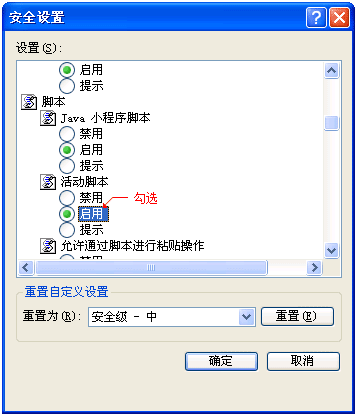 安全设置
设置(S):
启用
提示
脚本
Java 小程序脚本
禁用
启用
提示
活动脚本
禁用
勾选
启用
提示
允许通过脚本进行粘贴操作
禁用
重置自定义设置
重置为(R): 安全级 - 中 重置(E)
确定 取消